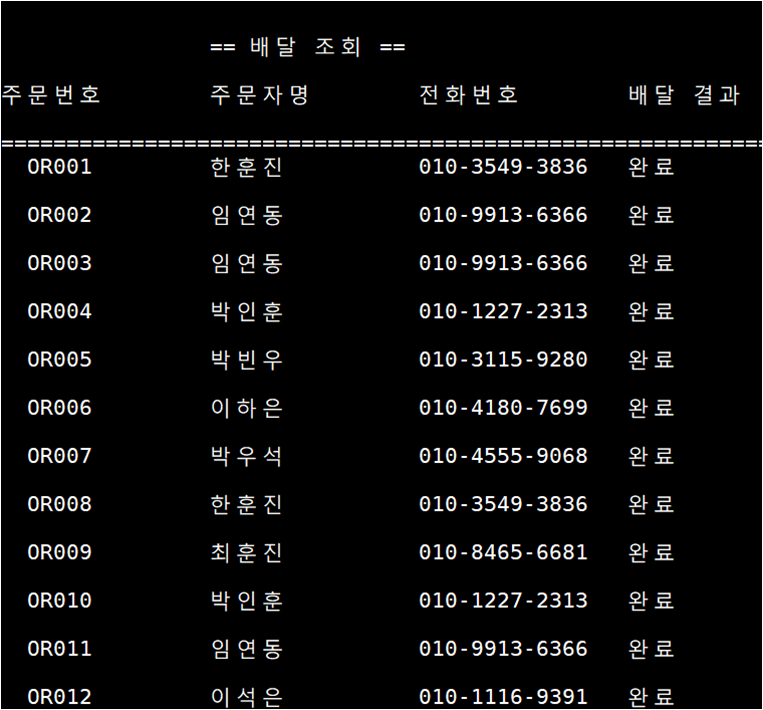 == 배달 조회 ==
주문번호 주문자명 전화번호 배달 결과
==========================================================
OR001 한훈진 010-3549-3836 완료
OR002 임연동 010-9913-6366 완료
OR003 임연동 010-9913-6366 완료
OR004 박인훈 010-1227-2313 완료
OR005 박빈우 010-3115-9280 완료
OR006 이하은 010-4180-7699 완료
OR007 박우석 010-4555-9068 완료
OR008 한훈진 010-3549-3836 완료
OR009 최훈진 010-8465-6681 완료
OR010 박인훈 010-1227-2313 완료
OR011 임연동 010-9913-6366 완료
OR012 이석은 010-1116-9391 완료